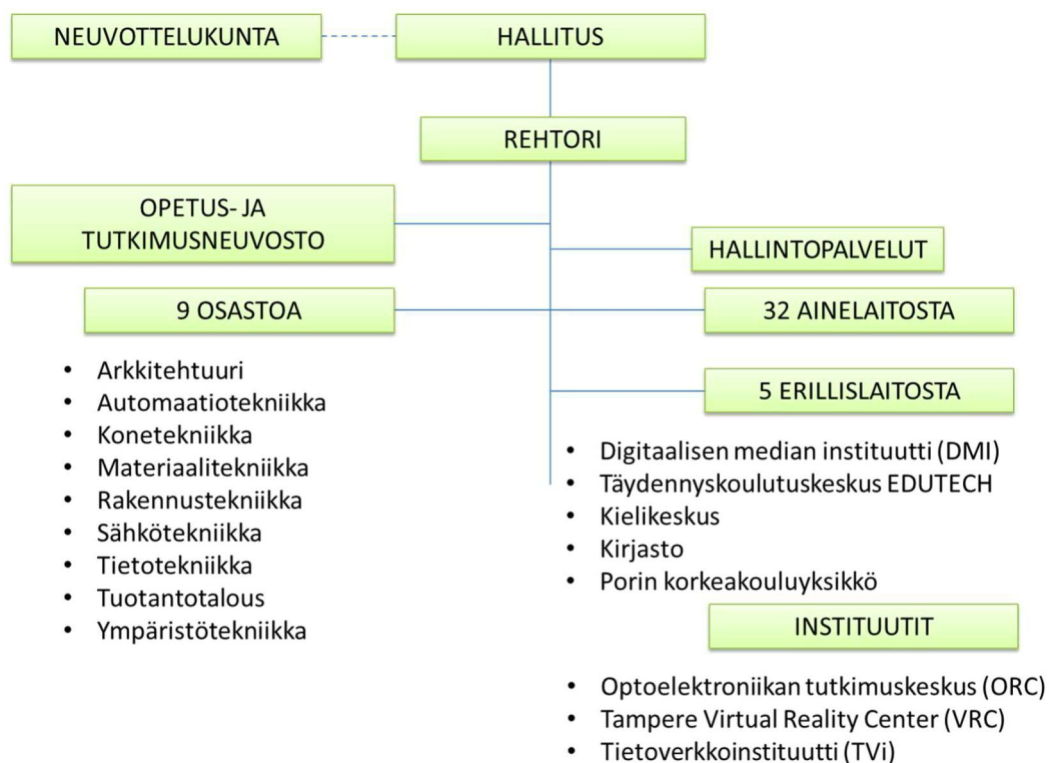 NEUVOTTELUKUNTA
HALLITUS
REHTORI
OPETUS- JA
TUTKIMUSNEUVOSTO
HALLINTOPALVELUT
9 OSASTOA
32 AINELAITOSTA
• Arkkitehtuuri
• Automaatiotekniikka
• Konetekniikka
• Materiaalitekniikka
• Rakennustekniikka
• Sähkötekniikka
• Tietotekniikka
• Tuotantotalous
• Ympäristötekniikka
5 ERILLISLAITOSTA
• Digitaalisen median instituutti (DMI)
• Täydennyskoulutuskeskus EDUTECH
• Kielikeskus
• Kirjasto
• Porin korkeakouluyksikkö
INSTITUUTIT
• Optoelektroniikan tutkimuskeskus (ORC)
• Tampere Virtual Reality Center (VRC)
• Tietoverkkoinstituutti (TVi)